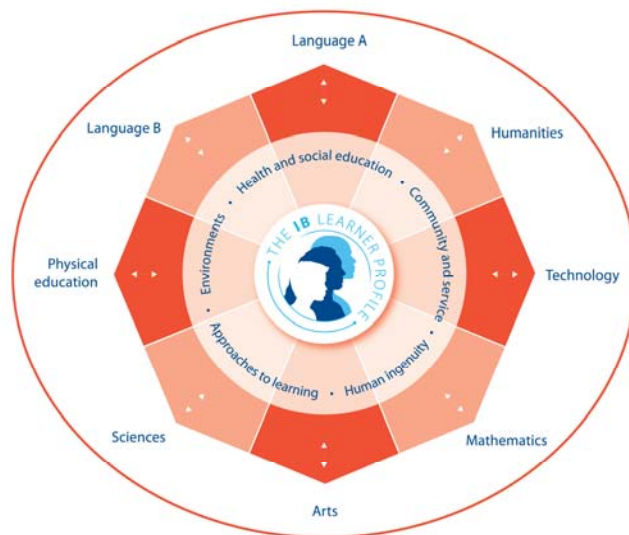 Language A
Language B
Humanities
Health and social education
•
Community and service
•
Environments
•
THE IB LEARNER PROFILE
Physical
education
Technology
Approaches to learning
•
Human ingenuity
•
Sciences
Mathematics
Arts